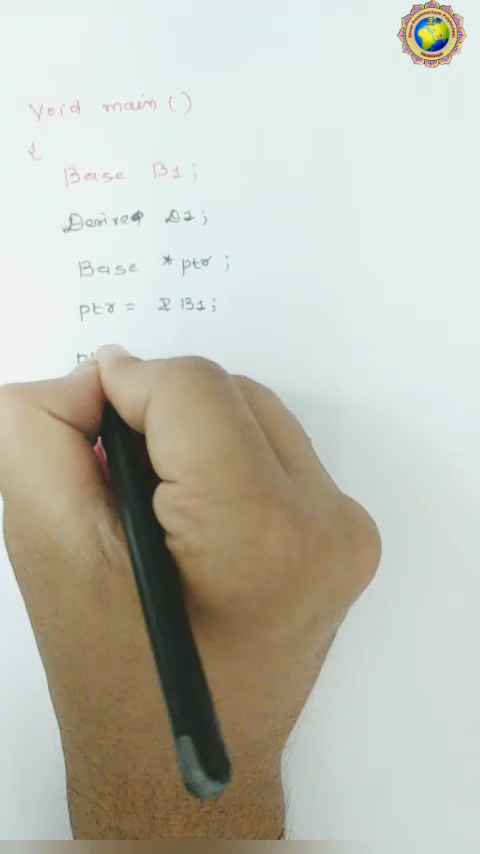 Void main ()
{
Base B1;
Derived D1;
Base *ptr;
ptr = & B1;